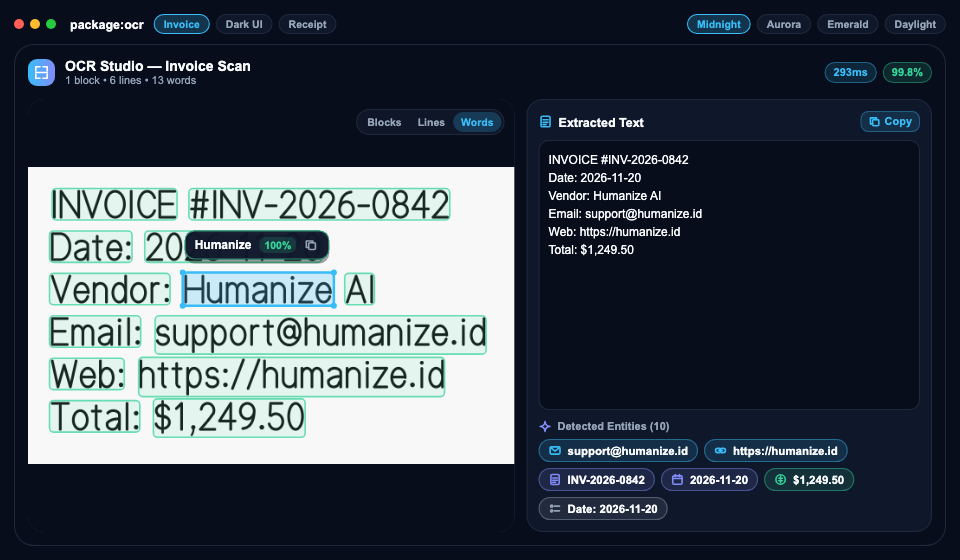 package:ocr Invoice Dark UI Receipt Midnight Aurora Emerald Daylight
OCR Studio — Invoice Scan
1 block • 6 lines • 13 words
293ms 99.8%
Blocks Lines Words
INVOICE #INV-2026-0842
Date: 20
Humanize 100%
Vendor: Humanize AI
Email: support@humanize.id
Web: https://humanize.id
Total: $1,249.50
Extracted Text Copy
INVOICE #INV-2026-0842
Date: 2026-11-20
Vendor: Humanize AI
Email: support@humanize.id
Web: https://humanize.id
Total: $1,249.50
Detected Entities (10)
support@humanize.id https://humanize.id
INV-2026-0842 2026-11-20 $1,249.50
Date: 2026-11-20